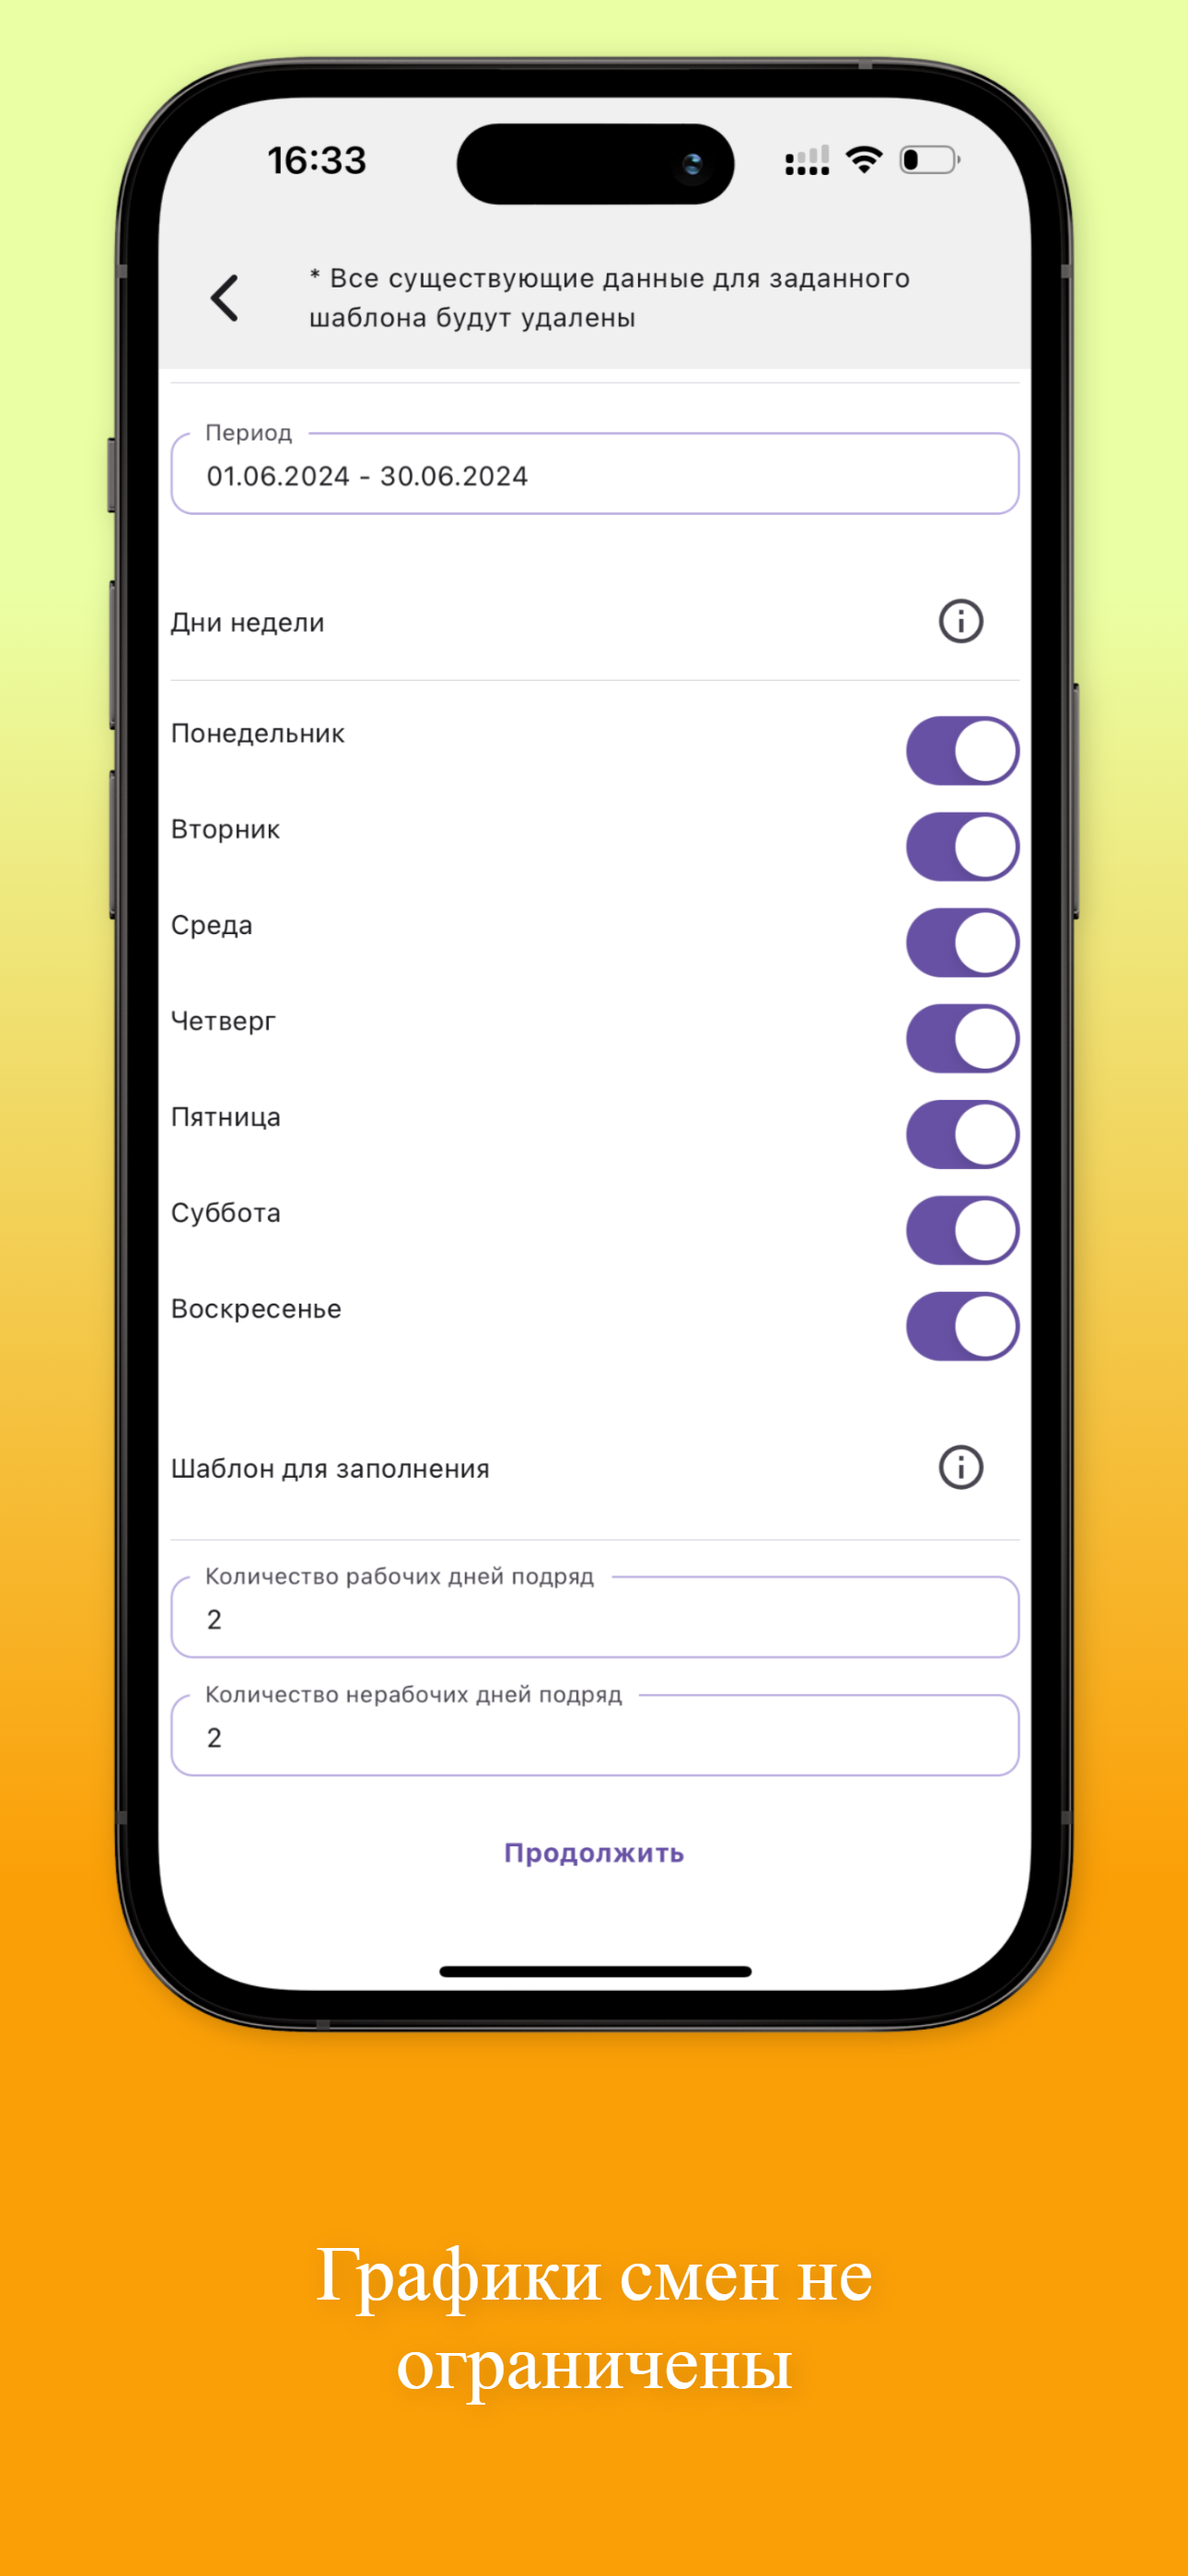 16:33
* Все существующие данные для заданного
шаблона будут удалены
Период
01.06.2024 - 30.06.2024
Дни недели
Понедельник
Вторник
Среда
Четверг
Пятница
Суббота
Воскресенье
Шаблон для заполнения
Количество рабочих дней подряд
2
Количество нерабочих дней подряд
2
Продолжить
Графики смен не
ограничены